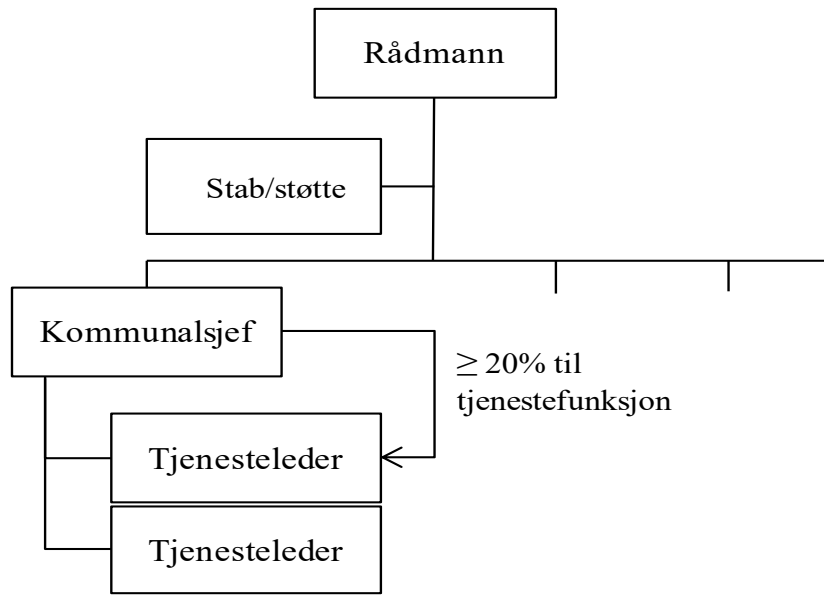 Rådmann
Stab/støtte
Kommunalsjef
≥ 20% til
tjenestefunksjon
Tjenesteleder
Tjenesteleder